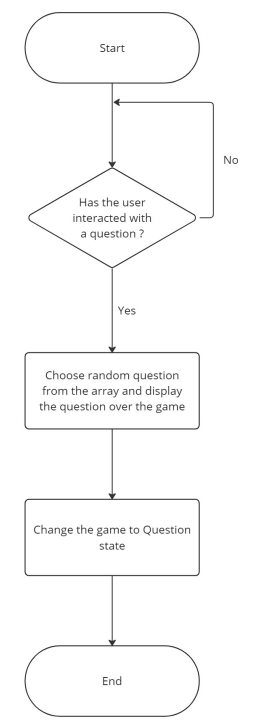 Start
No
Has the user
interacted with
a question ?
Yes
Choose random question
from the array and display
the question over the game
Change the game to Question
state
End